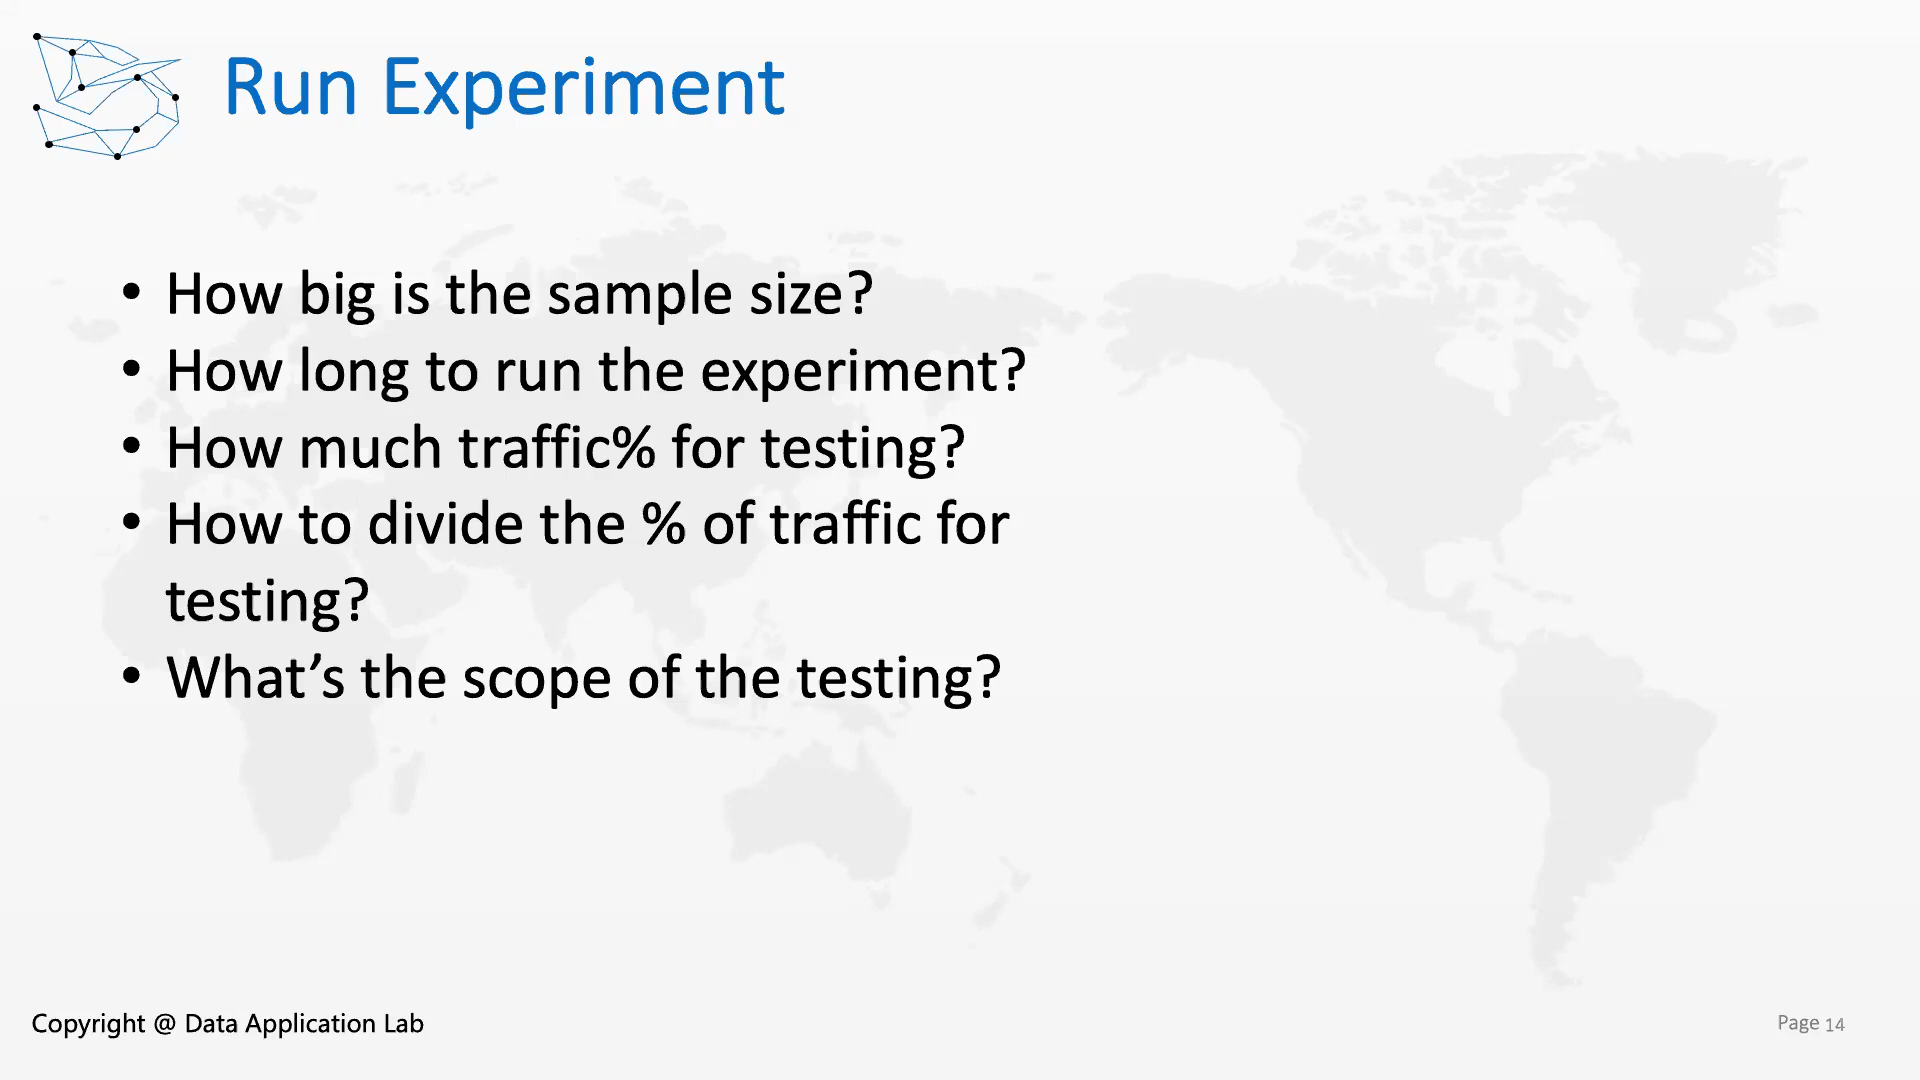 Run Experiment
• How big is the sample size?
• How long to run the experiment?
• How much traffic% for testing?
• How to divide the % of traffic for
testing?
• What’s the scope of the testing?
Copyright @ Data Application Lab
Page 14